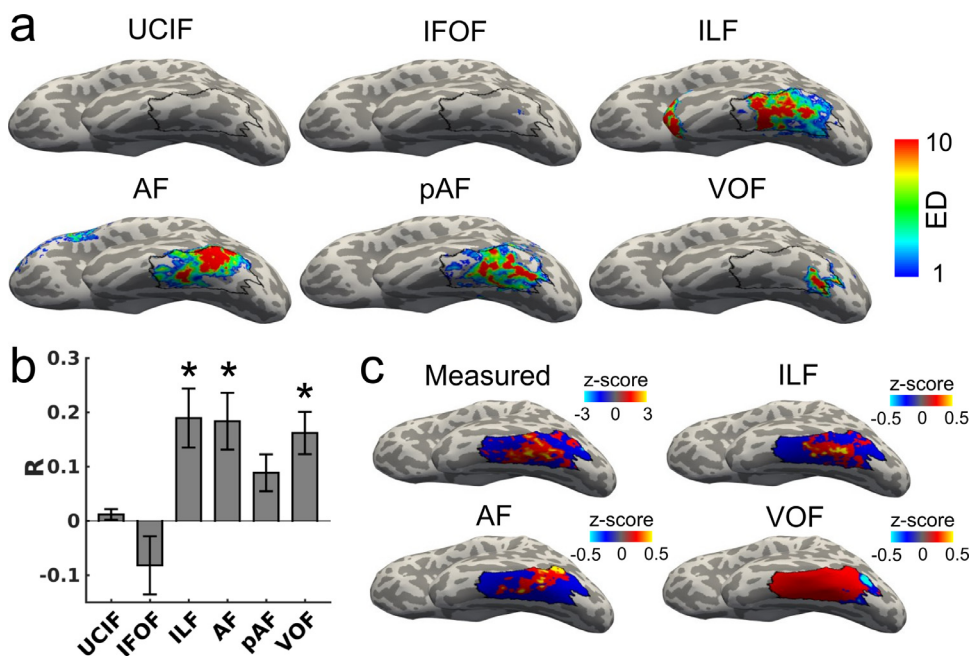 a
UCIF
IFOF
ILF
AF
pAF
VOF
10
ED
1
b
R
0.3
0.2
0.1
0
-0.1
*
*
*
UCIF
IFOF
ILF
AF
pAF
VOF
c
Measured
z-score
-3 3
ILF
z-score
-0.5 0 0.5
AF
z-score
-0.5 0 0.5
VOF
z-score
-0.5 0 0.5